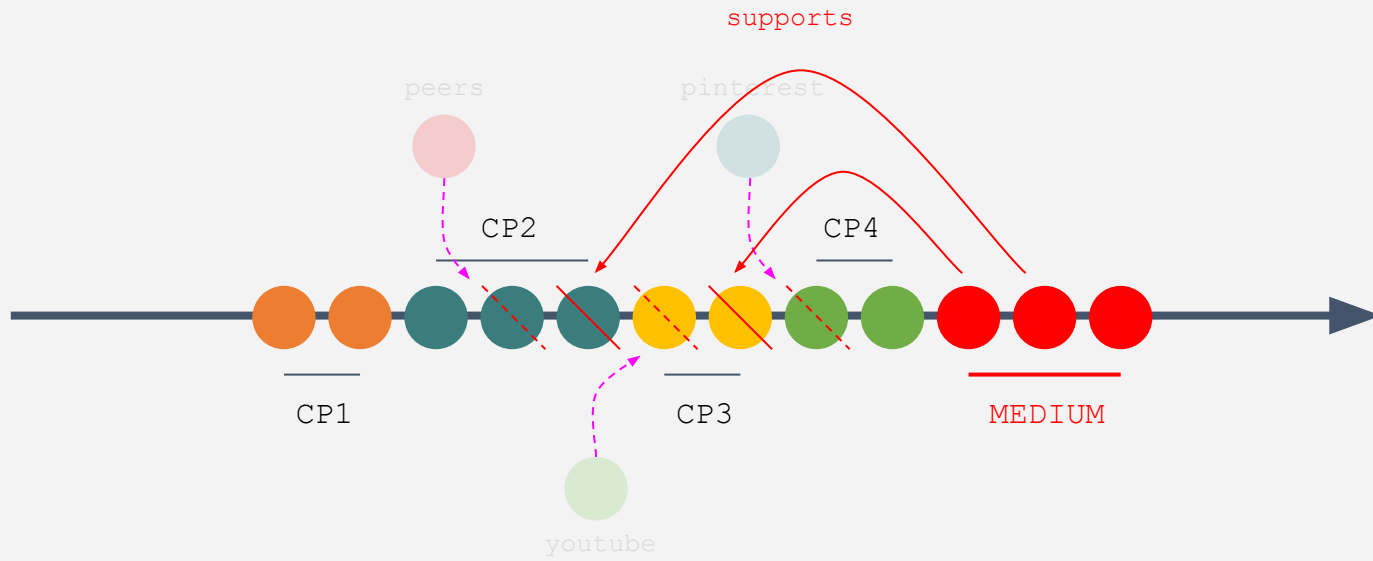 supports
peers
pinterest
CP2
CP4
CP1
CP3
MEDIUM
youtube